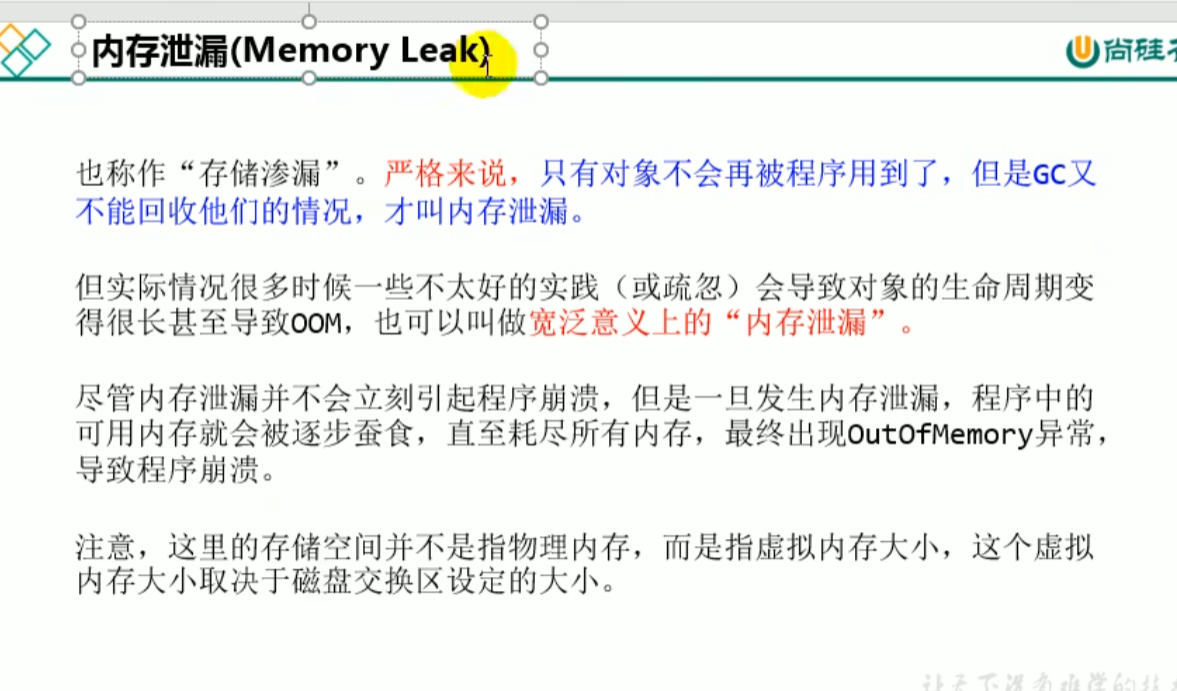 内存泄漏(Memory Leak)
尚硅谷
也称作“存储渗漏”。严格来说，只有对象不会再被程序用到了，但是GC又
不能回收他们的情况，才叫内存泄漏。
但实际情况很多时候一些不太好的实践（或疏忽）会导致对象的生命周期变
得很长甚至导致OOM，也可以叫做宽泛意义上的“内存泄漏”。
尽管内存泄漏并不会立刻引起程序崩溃，但是一旦发生内存泄漏，程序中的
可用内存就会被逐步蚕食，直至耗尽所有内存，最终出现OutOfMemory异常，
导致程序崩溃。
注意，这里的存储空间并不是指物理内存，而是指虚拟内存大小，这个虚拟
内存大小取决于磁盘交换区设定的大小。
让天下没有难学的技术